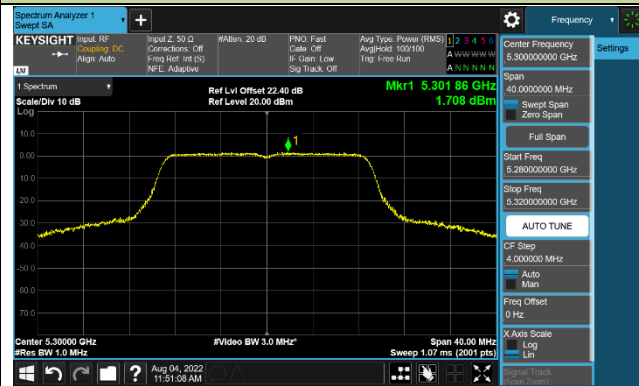 Spectrum Analyzer 1
Swept SA
+
Frequency
KEYSIGHT
Input: RF
Coupling: DC
Align: Auto
Input Z: 50 Ω
Corrections: Off
Freq Ref: Int (S)
NFE: Adaptive
#Atten: 20 dB
PNO: Fast
Gate: Off
IF Gain: Low
Sig Track: Off
Avg Type: Power (RMS)
Avg|Hold: 100/100
Trig: Free Run
1 2 3 4 5 6
A W W W W W
A N N N N N
LXI
1 Spectrum
Scale/Div 10 dB
Log
Ref Lvl Offset 22.40 dB
Ref Level 20.00 dBm
Mkr1 5.301 86 GHz
1.708 dBm
1
10.0
0.00
-10.0
-20.0
-30.0
-40.0
-50.0
-60.0
-70.0
Center 5.30000 GHz
#Res BW 1.0 MHz
#Video BW 3.0 MHz*
Span 40.00 MHz
Sweep 1.07 ms (2001 pts)
Aug 04, 2022
11:51:08 AM
?
Center Frequency
5.300000000 GHz
Span
40.0000000 MHz
Swept Span
Zero Span
Full Span
Start Freq
5.280000000 GHz
Stop Freq
5.320000000 GHz
AUTO TUNE
CF Step
4.000000 MHz
Auto
Man
Freq Offset
0 Hz
X Axis Scale
Log
Lin
Signal Track
(Span Zoom)
Settings